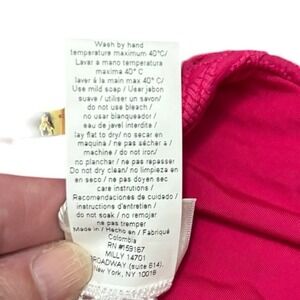 Wash by hand
temperature maximum 40°C/
Lavar a mano temperatura
maxima 40° C
laver á la main max 40° C
Use mild soap / User jabon
suave / utiliser un savon/
do not use bleach/
no usar blanqueador/
eau de javel interdite /
lay flat to dry/ no secar en
maquina / ne pas sécher a /
machine / do not iron/
no planchar / ne pas repasser
Do not dry clean/ no limpieza en
en seco / ne pas doyen sec
care instrutions /
Recomendaciones de cuidado /
instructions d'entretien /
do not soak / no remojar
ne pas tremper
Made in / Hecho en / Fabriqué
Colombia
RN #159167
MILLY 14701
BROADWAY (suite 814),
New York, NY 10018